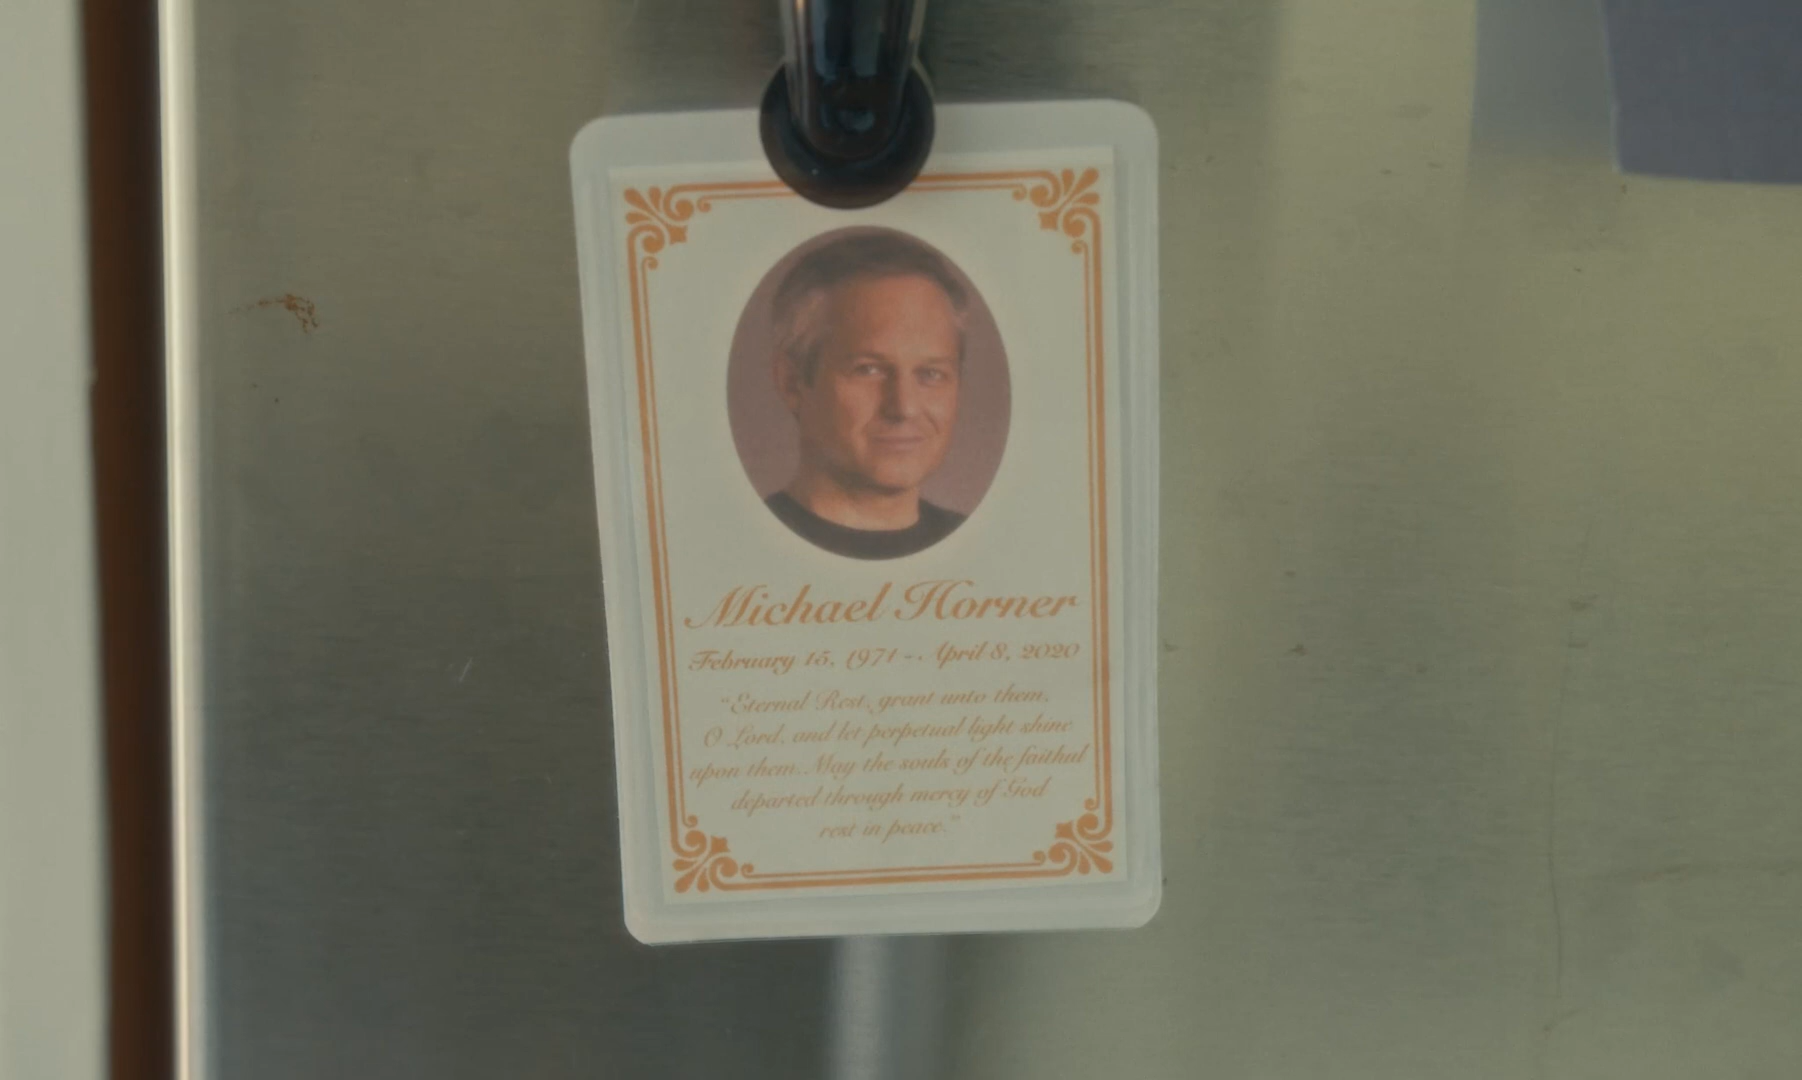 Michael Horner
February 15, 1971 - April 8, 2020
"Eternal Rest, grant unto them,
O Lord, and let perpetual light shine
upon them. May the souls of the faithful
departed through mercy of God
rest in peace."